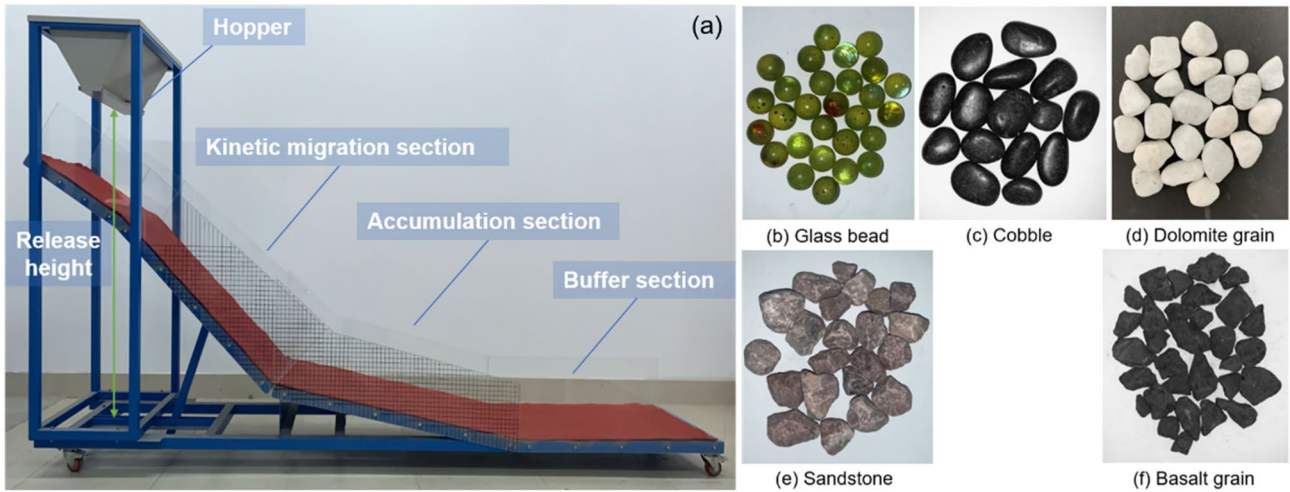 (a)
Hopper
Kinetic migration section
Accumulation section
Release
height
Buffer section
(b) Glass bead
(c) Cobble
(d) Dolomite grain
(e) Sandstone
(f) Basalt grain